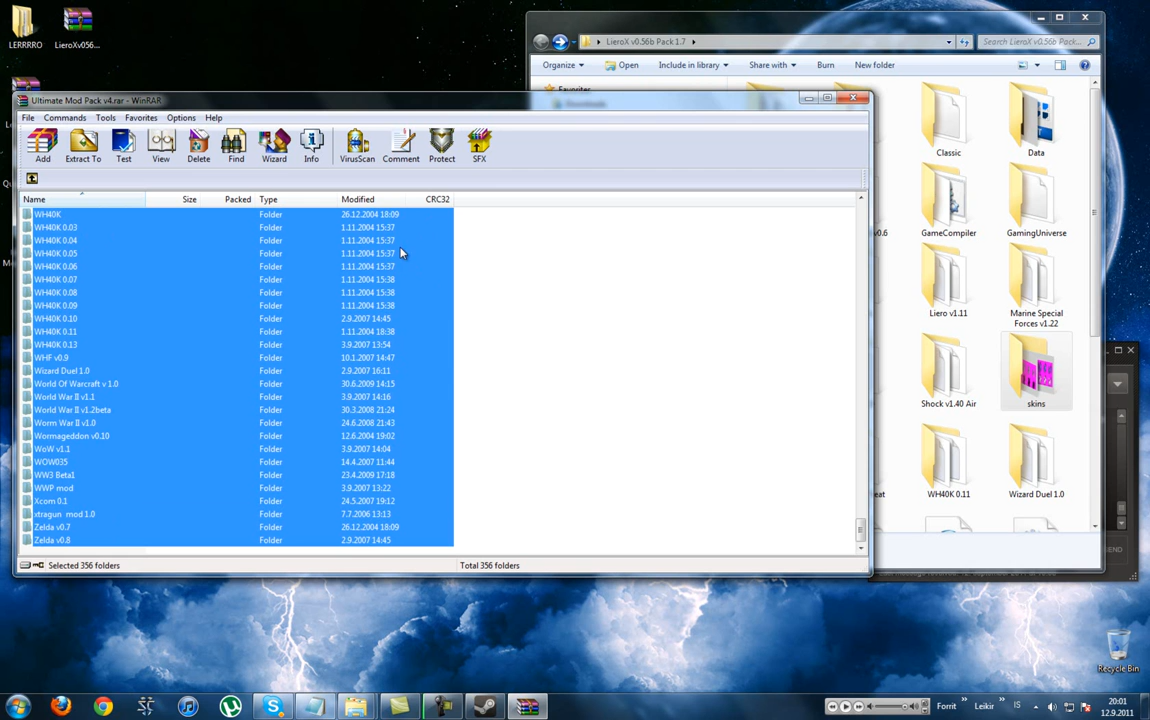 LERRRO
LieroXv056...
LieroX v0.56b Pack 1.7
Search LieroX v0.56b Pack...
Organize
Open
Include in library
Share with
Burn
New folder
Favorites
Downloads
Ultimate Mod Pack v4.rar - WinRAR
File
Commands
Tools
Favorites
Options
Help
Add
Extract To
Test
View
Delete
Find
Wizard
Info
VirusScan
Comment
Protect
SFX
Name Size Packed Type Modified CRC32
WH40K Folder 26.12.2004 18:09
WH40K 0.03 Folder 1.11.2004 15:37
WH40K 0.04 Folder 1.11.2004 15:37
WH40K 0.05 Folder 1.11.2004 15:37
WH40K 0.06 Folder 1.11.2004 15:37
WH40K 0.07 Folder 1.11.2004 15:38
WH40K 0.08 Folder 1.11.2004 15:38
WH40K 0.09 Folder 1.11.2004 15:38
WH40K 0.10 Folder 2.9.2007 14:45
WH40K 0.11 Folder 1.11.2004 18:38
WH40K 0.13 Folder 3.9.2007 13:54
WHF v0.9 Folder 10.1.2007 14:47
Wizard Duel 1.0 Folder 2.9.2007 16:11
World Of Warcraft v 1.0 Folder 30.6.2009 14:15
World War II v1.1 Folder 3.9.2007 14:16
World War II v1.2beta Folder 30.3.2008 21:24
Worm War II v1.0 Folder 24.6.2008 21:43
Wormageddon v0.10 Folder 12.6.2004 19:02
WoW v1.1 Folder 3.9.2007 14:04
WOW035 Folder 14.4.2007 11:44
WW3 Beta1 Folder 23.4.2009 17:18
WWP mod Folder 3.9.2007 13:22
Xcom 0.1 Folder 24.5.2007 19:12
xtragun mod 1.0 Folder 7.7.2006 13:13
Zelda v0.7 Folder 26.12.2004 18:09
Zelda v0.8 Folder 2.9.2007 14:45
Selected 356 folders
Total 356 folders
Classic
Data
v0.6
GameCompiler
GamingUniverse
Liero v1.11
Marine Special
Forces v1.22
Shock v1.40 Air
skins
eat
WH40K 0.11
Wizard Duel 1.0
END
Recycle Bin
Forrit
Leikir
IS
20:01
12.9.2011